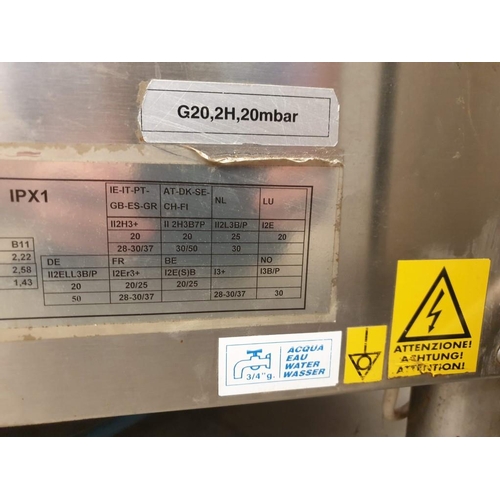 G20,2H,20mbar
IPX1
IE-IT-PT- AT-DK-SE- NL LU
GB-ES-GR CH-FI
II2H3+ II 2H3B7P II2L3B/P I2E
20 20 25 20
B11 28-30/37 30/50 30
2,22 DE FR BE NO
2,58 II2ELL3B/P I2Er3+ I2E(S)B I3+ I3B/P
1,43 20 20/25 20/25
50 28-30/37 28-30/37 30
3/4"g.
ACQUA
EAU
WATER
WASSER
ATTENZIONE!
ACHTUNG!
ATTENTION!